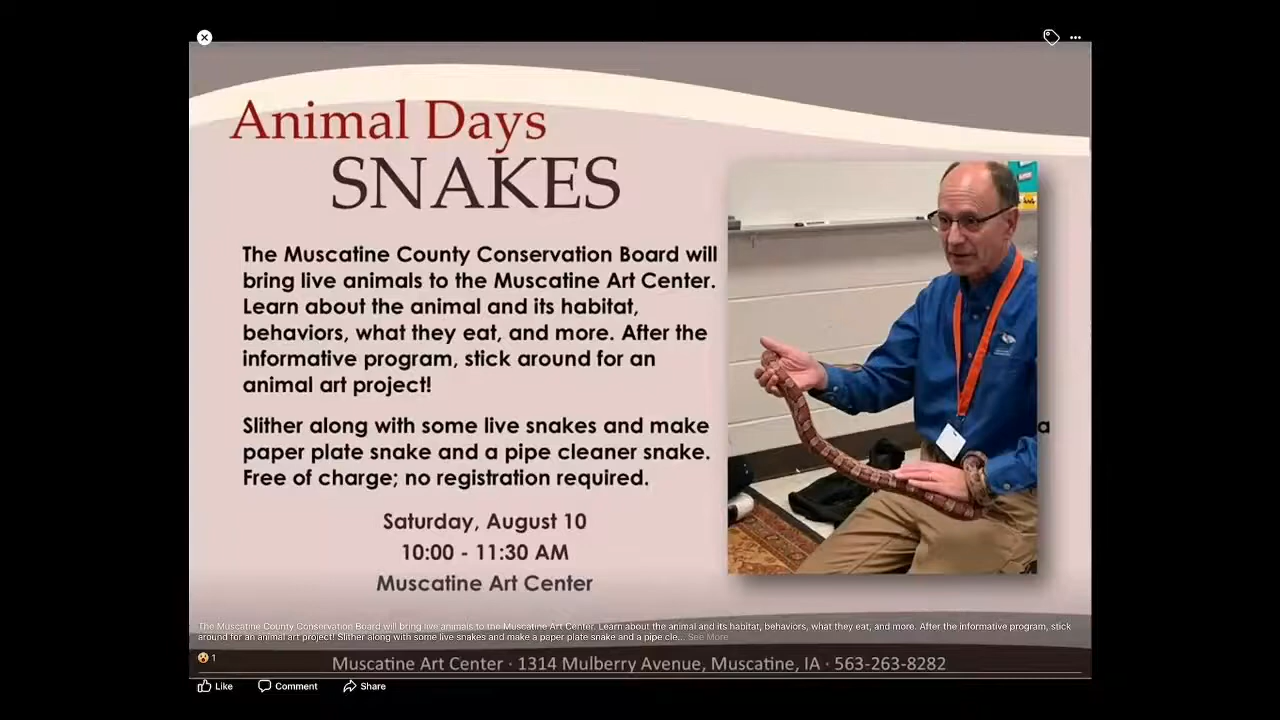 Animal Days
SNAKES
The Muscatine County Conservation Board will
bring live animals to the Muscatine Art Center.
Learn about the animal and its habitat,
behaviors, what they eat, and more. After the
informative program, stick around for an
animal art project!
Slither along with some live snakes and make a
paper plate snake and a pipe cleaner snake.
Free of charge; no registration required.
Saturday, August 10
10:00 - 11:30 AM
Muscatine Art Center
The Muscatine County Conservation Board will bring live animals to the Muscatine Art Center. Learn about the animal and its habitat, behaviors, what they eat, and more. After the informative program, stick
around for an animal art project! Slither along with some live snakes and make a paper plate snake and a pipe cle... See More
1
Muscatine Art Center · 1314 Mulberry Avenue, Muscatine, IA · 563-263-8282
Like Comment Share